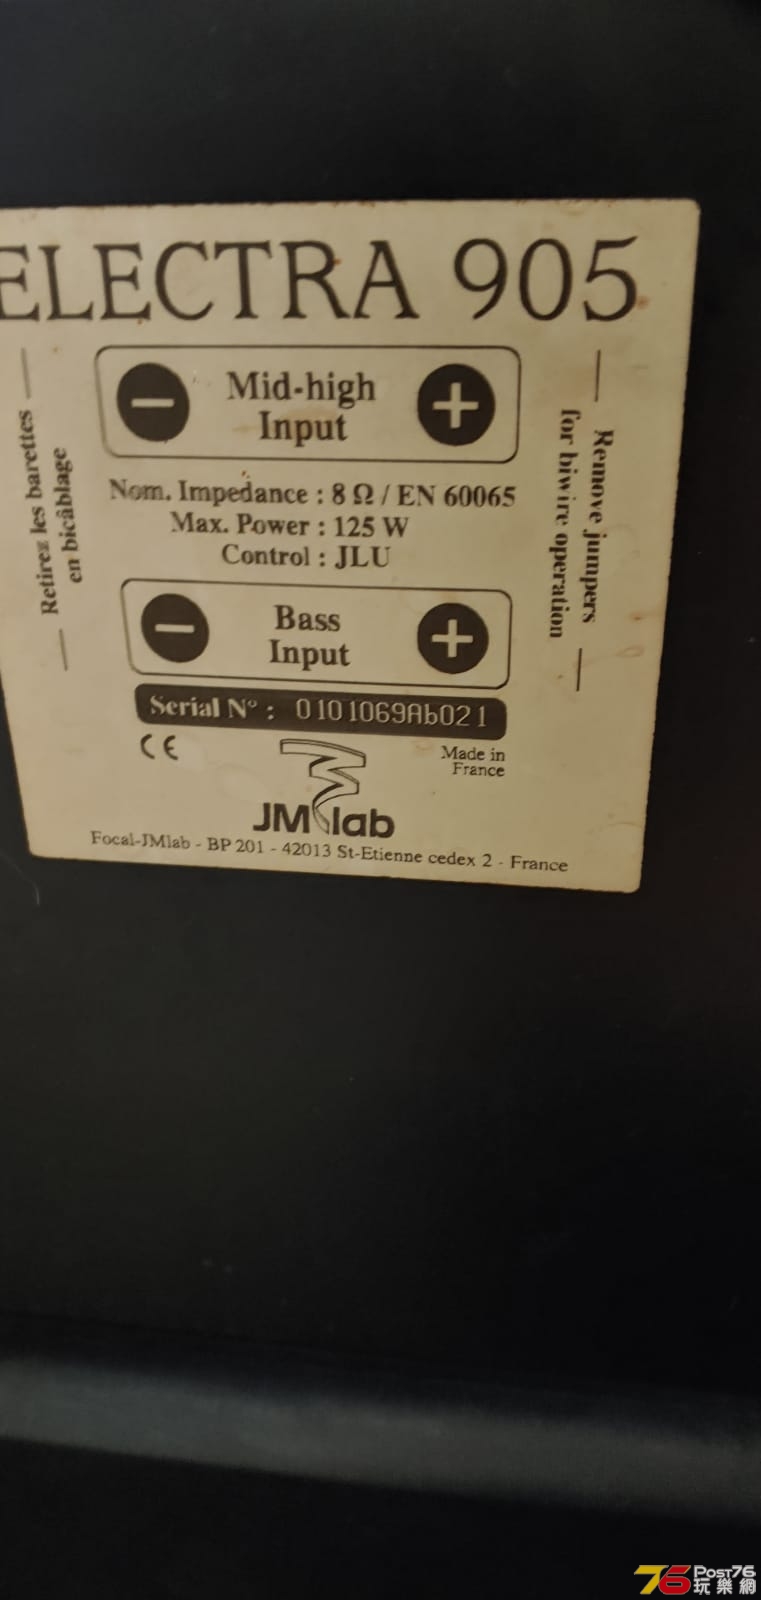 ELECTRA 905
− Mid-high Input +
Nom. Impedance : 8 Ω / EN 60065
Max. Power : 125 W
Control : JLU
− Bass Input +
Retirez les barettes
en bicâblage
Remove jumpers
for biwire operation
Serial N° : 0101069Ab021
CE
Made in
France
JMlab
Focal-JMlab - BP 201 - 42013 St-Etienne cedex 2 - France
76 Post76
玩樂網